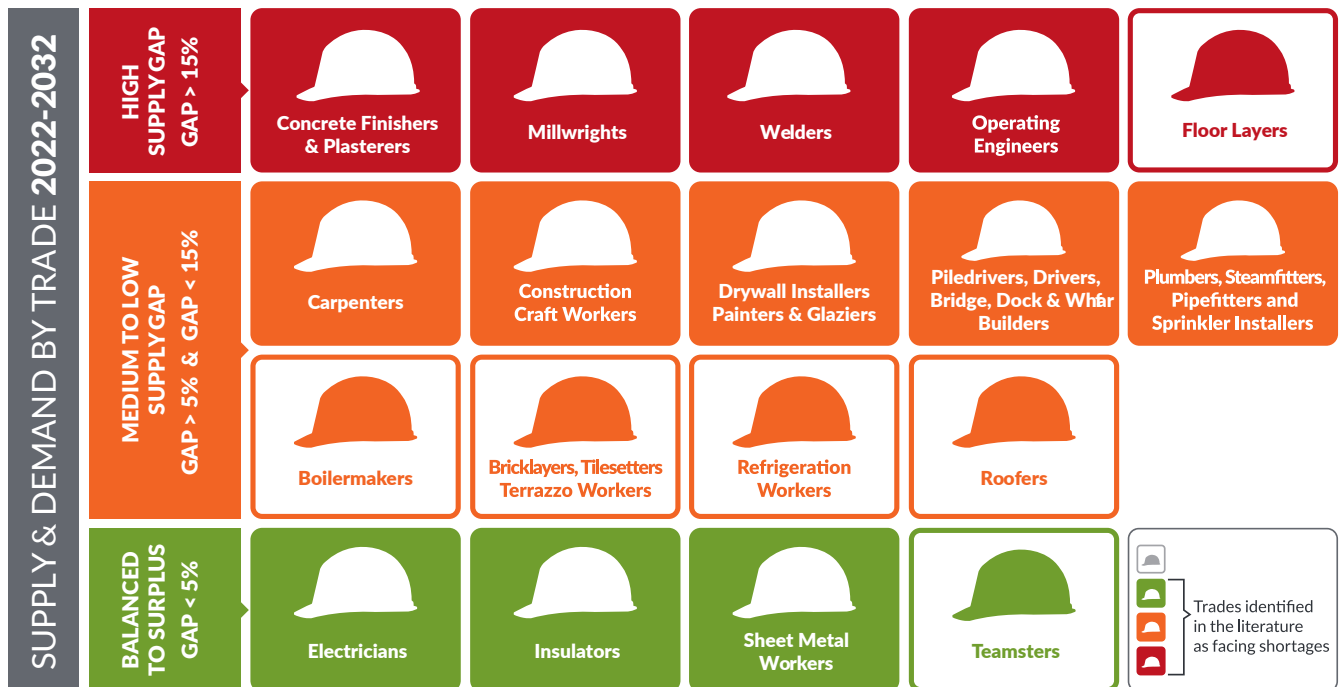 SUPPLY & DEMAND BY TRADE 2022-2032
HIGH
SUPPLY GAP
GAP > 15%
Concrete Finishers
& Plasterers
Millwrights
Welders
Operating
Engineers
Floor Layers
MEDIUM TO LOW
SUPPLY GAP
GAP > 5% & GAP < 15%
Carpenters
Construction
Craft Workers
Drywall Installers
Painters & Glaziers
Piledrivers, Drivers,
Bridge, Dock & Whfar
Builders
Plumbers, Steamfitters,
Pipefitters and
Sprinkler Installers
Boilermakers
Bricklayers, Tilesetters
Terrazzo Workers
Refrigeration
Workers
Roofers
BALANCED
TO SURPLUS
GAP < 5%
Electricians
Insulators
Sheet Metal
Workers
Teamsters
Trades identified
in the literature
as facing shortages